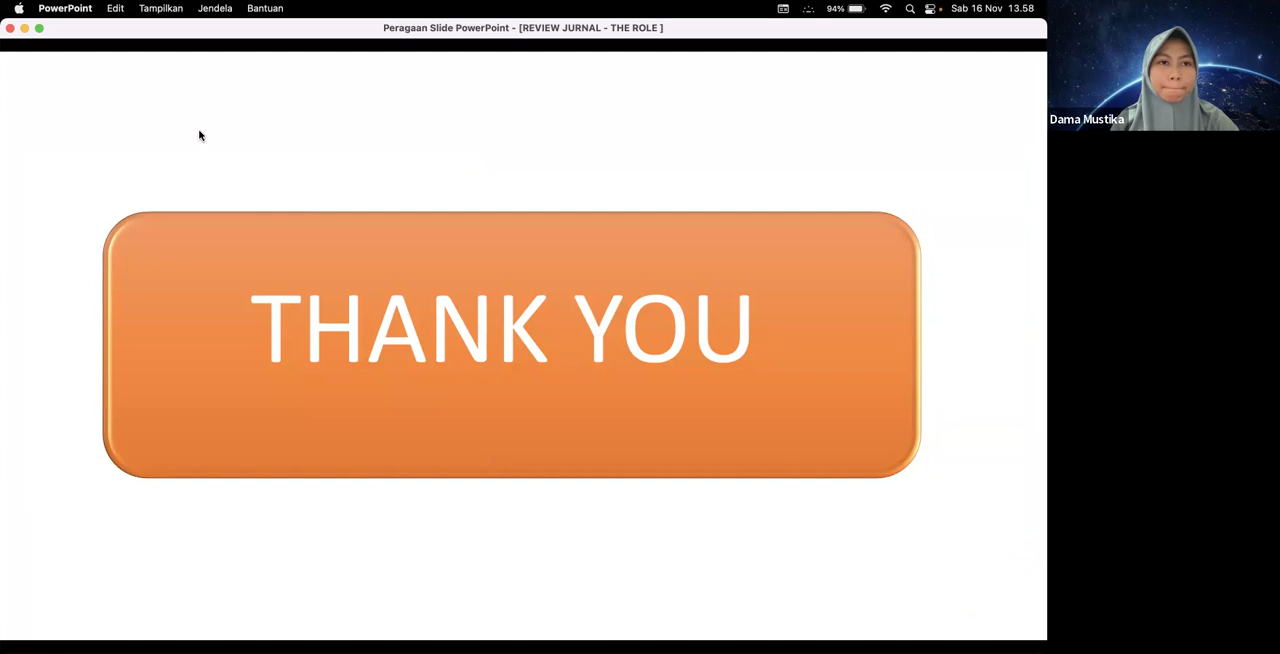 PowerPoint Edit Tampilkan Jendela Bantuan 94% Sab 16 Nov 13.58
Peragaan Slide PowerPoint - [REVIEW JURNAL - THE ROLE ]
Dama Mustika
THANK YOU